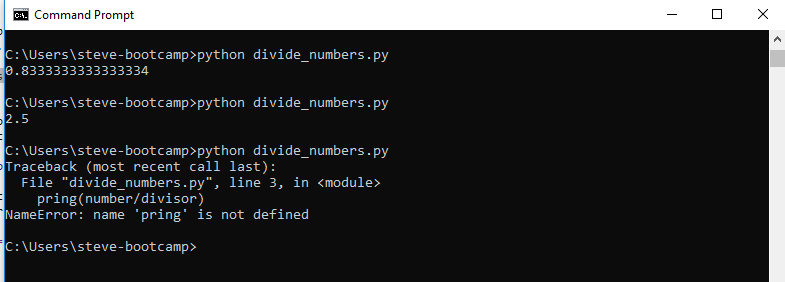 Command Prompt
C:\Users\steve-bootcamp>python divide_numbers.py
0.8333333333333334
C:\Users\steve-bootcamp>python divide_numbers.py
2.5
C:\Users\steve-bootcamp>python divide_numbers.py
Traceback (most recent call last):
  File "divide_numbers.py", line 3, in <module>
    pring(number/divisor)
NameError: name 'pring' is not defined
C:\Users\steve-bootcamp>